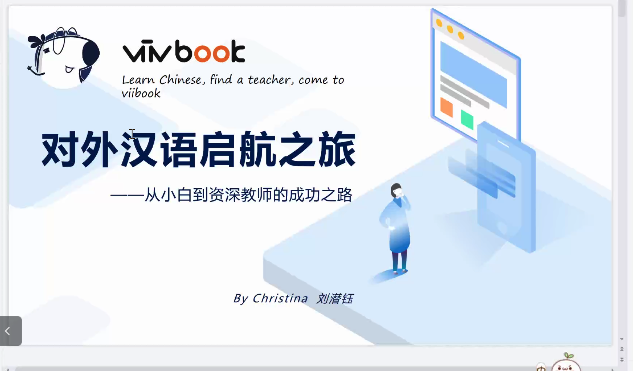 viivbook
Learn Chinese, find a teacher, come to
viibook
对外汉语启航之旅
——从小白到资深教师的成功之路
By Christina 刘潜钰